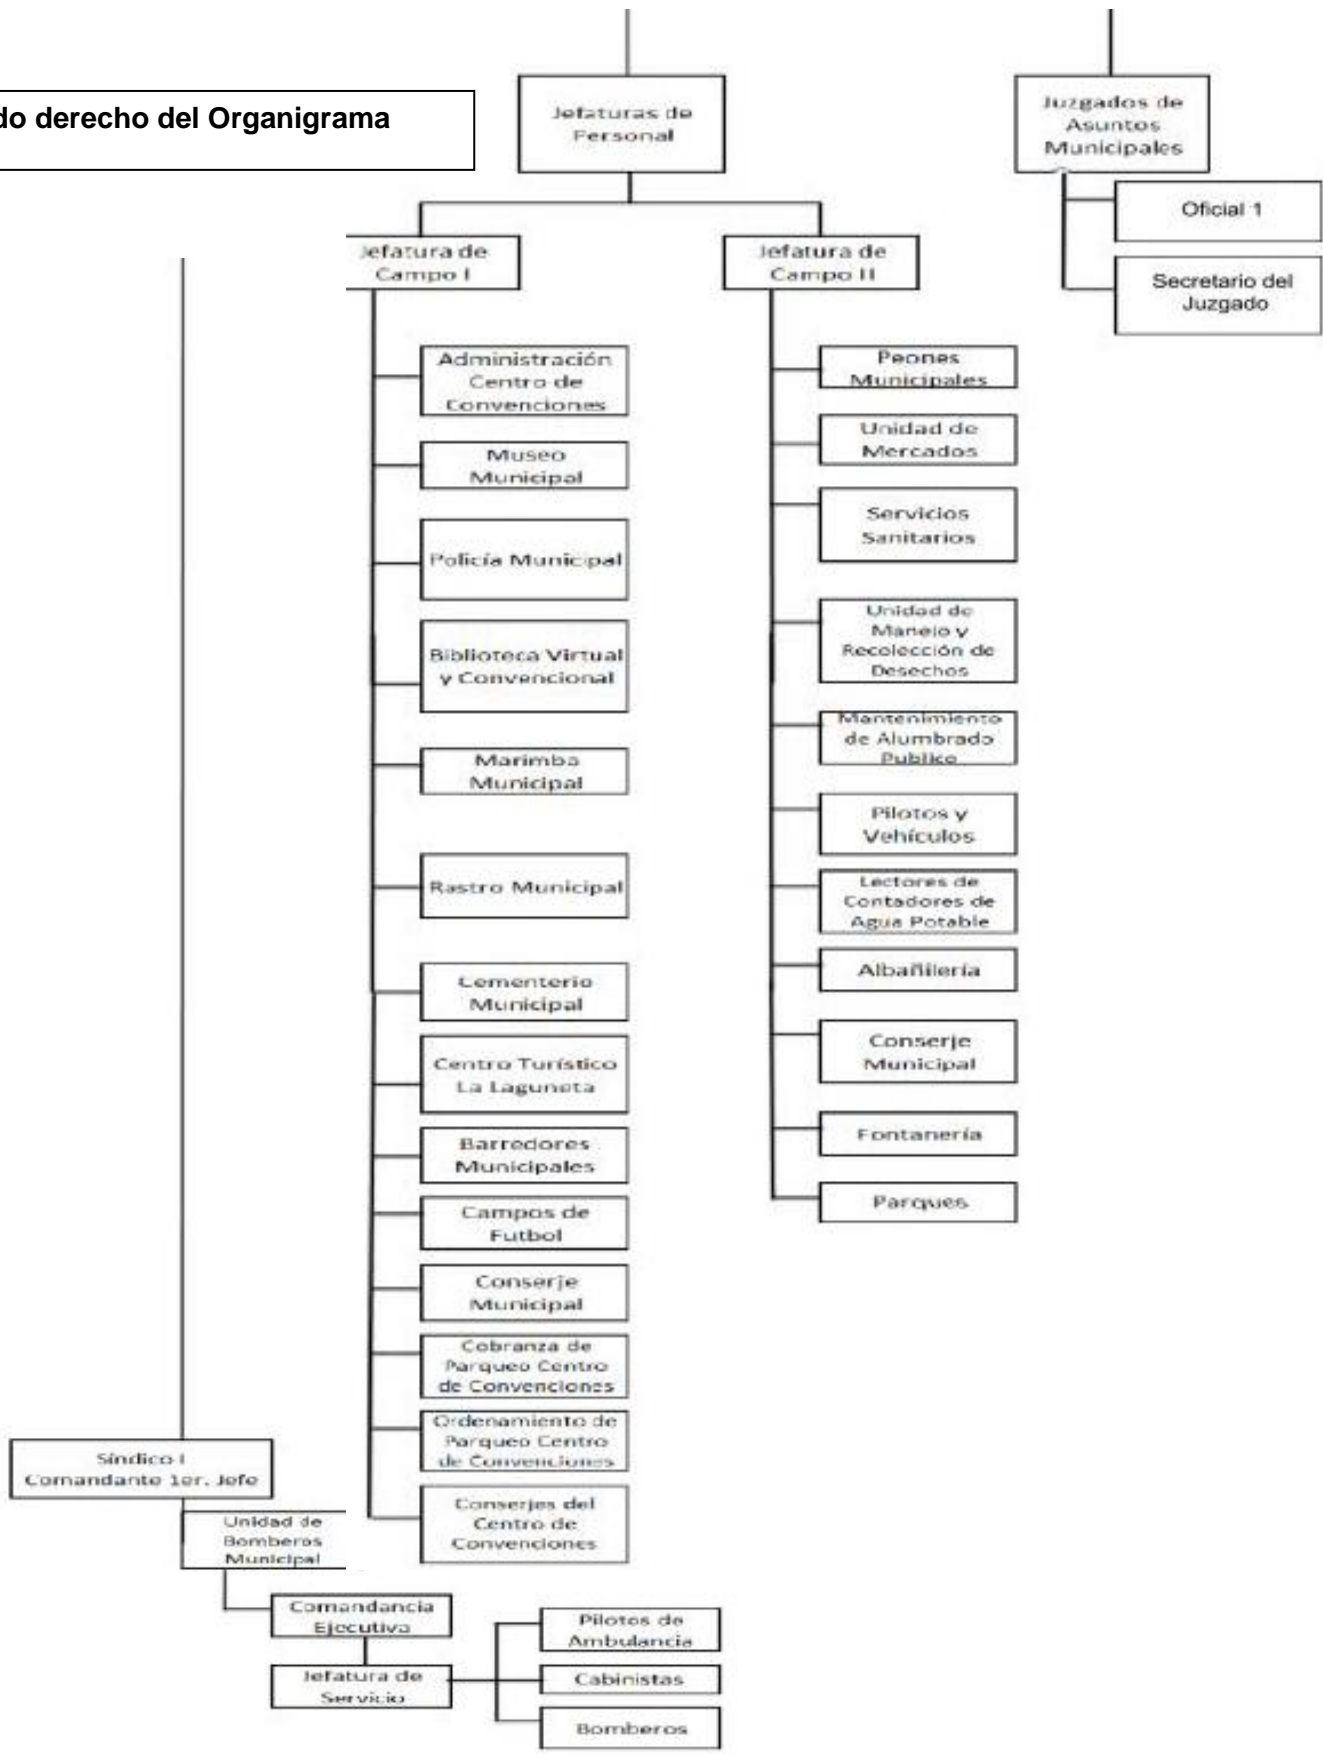 do derecho del Organigrama
Jefaturas de
Personal
Juzgados de
Asuntos
Municipales
Oficial 1
Secretario del
Juzgado
Jefatura de
Campo I
Jefatura de
Campo II
Administración
Centro de
Convenciones
Museo
Municipal
Policía Municipal
Biblioteca Virtual
y Convencional
Marimba
Municipal
Rastro Municipal
Cementerio
Municipal
Centro Turístico
La Laguneta
Barredores
Municipales
Campos de
Futbol
Conserje
Municipal
Cobranza de
Parqueo Centro
de Convenciones
Ordenamiento de
Parqueo Centro
de Convenciones
Conserjes del
Centro de
Convenciones
Peones
Municipales
Unidad de
Mercados
Servicios
Sanitarios
Unidad de
Manejo y
Recolección de
Desechos
Mantenimiento
de Alumbrado
Publico
Pilotos y
Vehículos
Lectores de
Contadores de
Agua Potable
Albañilería
Conserje
Municipal
Fontanería
Parques
Síndico I
Comandante 1er. Jefe
Unidad de
Bomberos
Municipal
Comandancia
Ejecutiva
Jefatura de
Servicio
Pilotos de
Ambulancia
Cabinistas
Bomberos